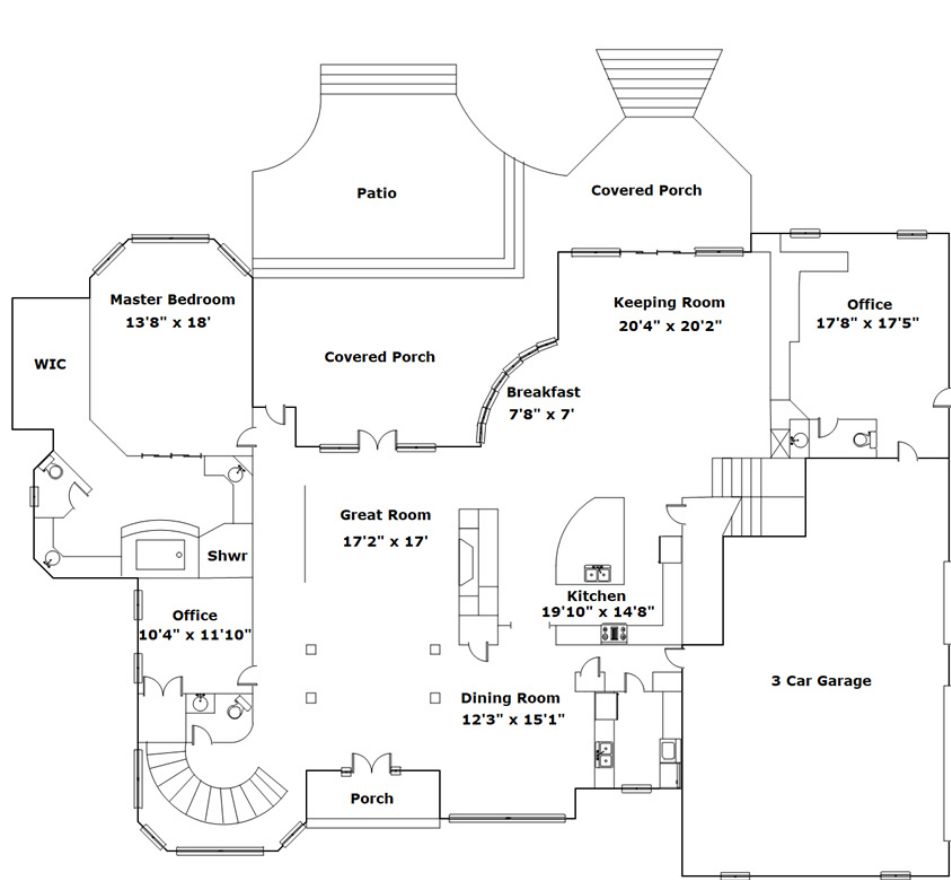 Patio
Covered Porch
Master Bedroom
13'8" x 18'
Keeping Room
20'4" x 20'2"
Office
17'8" x 17'5"
WIC
Covered Porch
Breakfast
7'8" x 7'
Great Room
17'2" x 17'
Shwr
Kitchen
19'10" x 14'8"
Office
10'4" x 11'10"
3 Car Garage
Dining Room
12'3" x 15'1"
Porch